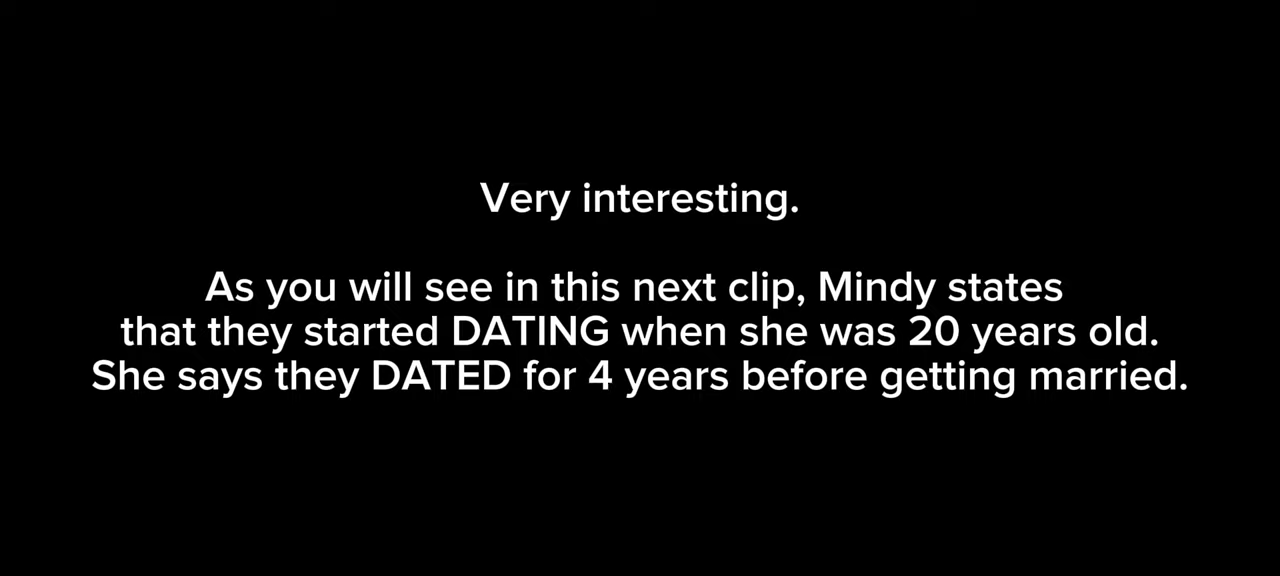 Very interesting.
As you will see in this next clip, Mindy states
that they started DATING when she was 20 years old.
She says they DATED for 4 years before getting married.